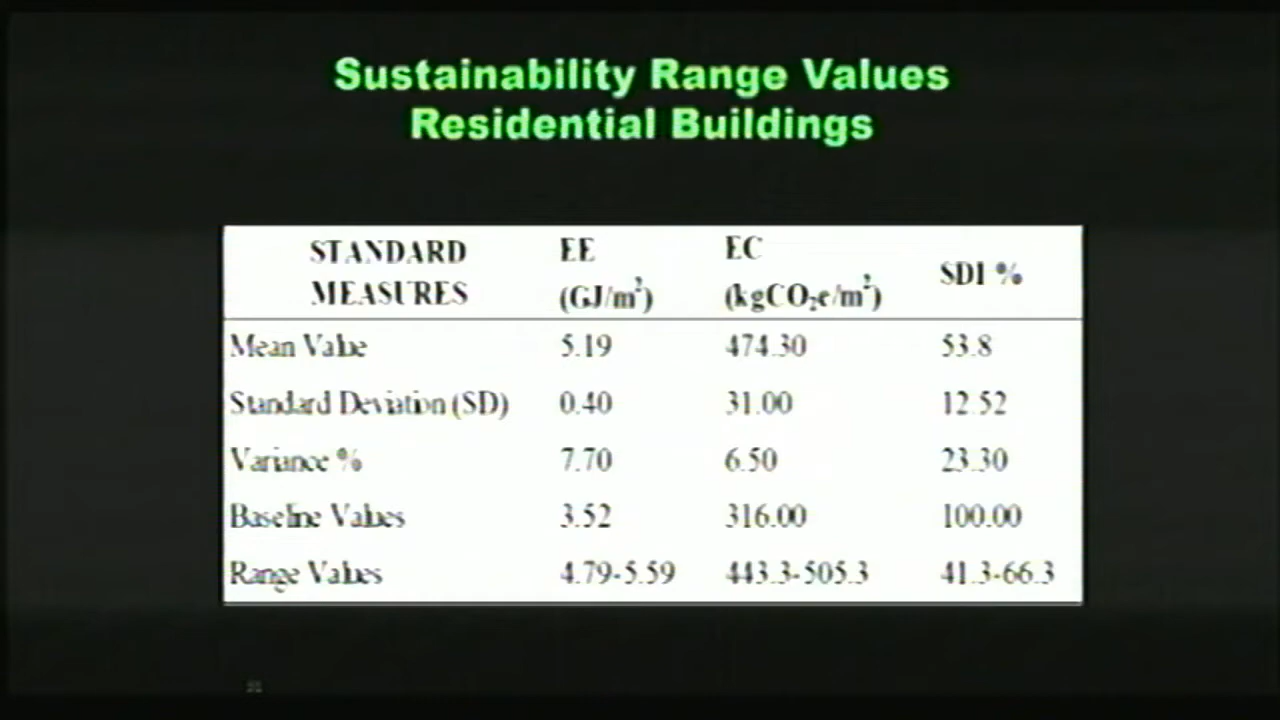 Sustainability Range Values
Residential Buildings
STANDARD MEASURES EE (GJ/m²) EC (kgCO₂e/m²) SDI %
Mean Value 5.19 474.30 53.8
Standard Deviation (SD) 0.40 31.00 12.52
Variance % 7.70 6.50 23.30
Baseline Values 3.52 316.00 100.00
Range Values 4.79-5.59 443.3-505.3 41.3-66.3